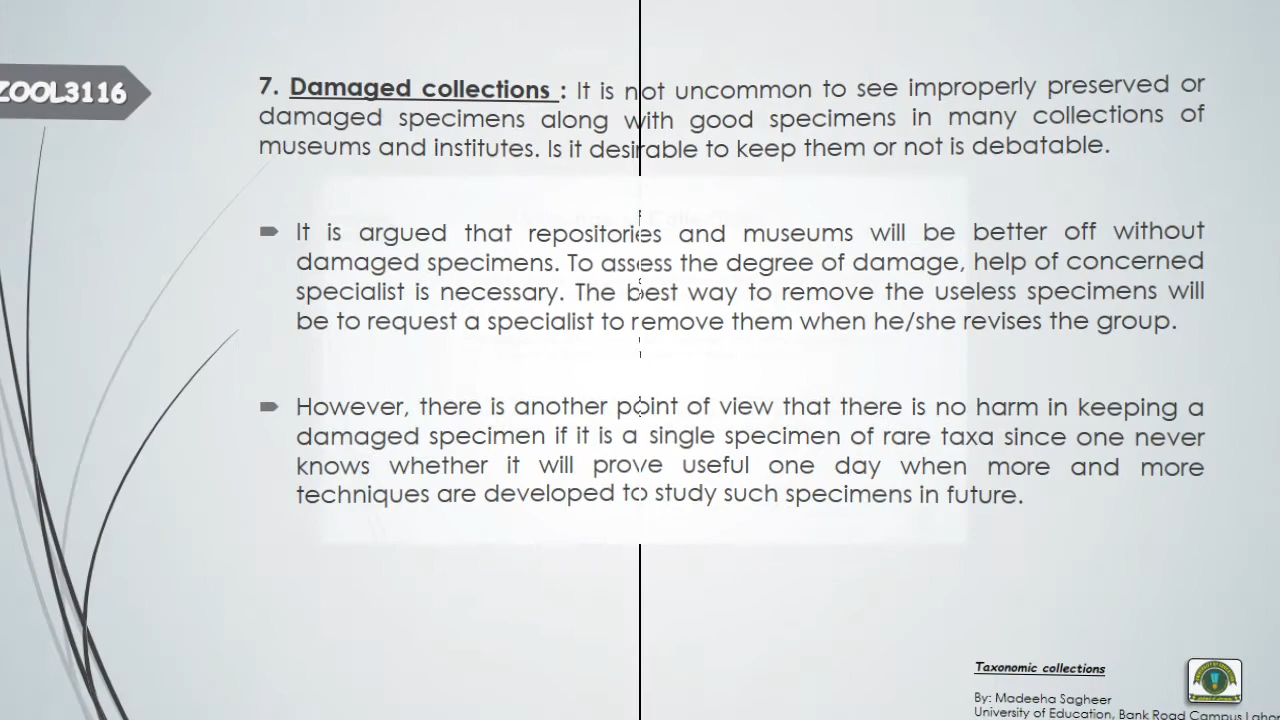 ZOOL3116
7. Damaged collections : It is not uncommon to see improperly preserved or
damaged specimens along with good specimens in many collections of
museums and institutes. Is it desirable to keep them or not is debatable.
It is argued that repositories and museums will be better off without
damaged specimens. To assess the degree of damage, help of concerned
specialist is necessary. The best way to remove the useless specimens will
be to request a specialist to remove them when he/she revises the group.
However, there is another point of view that there is no harm in keeping a
damaged specimen if it is a single specimen of rare taxa since one never
knows whether it will prove useful one day when more and more
techniques are developed to study such specimens in future.
Taxonomic collections
By: Madeeha Sagheer
University of Education, Bank Road Campus Lahor